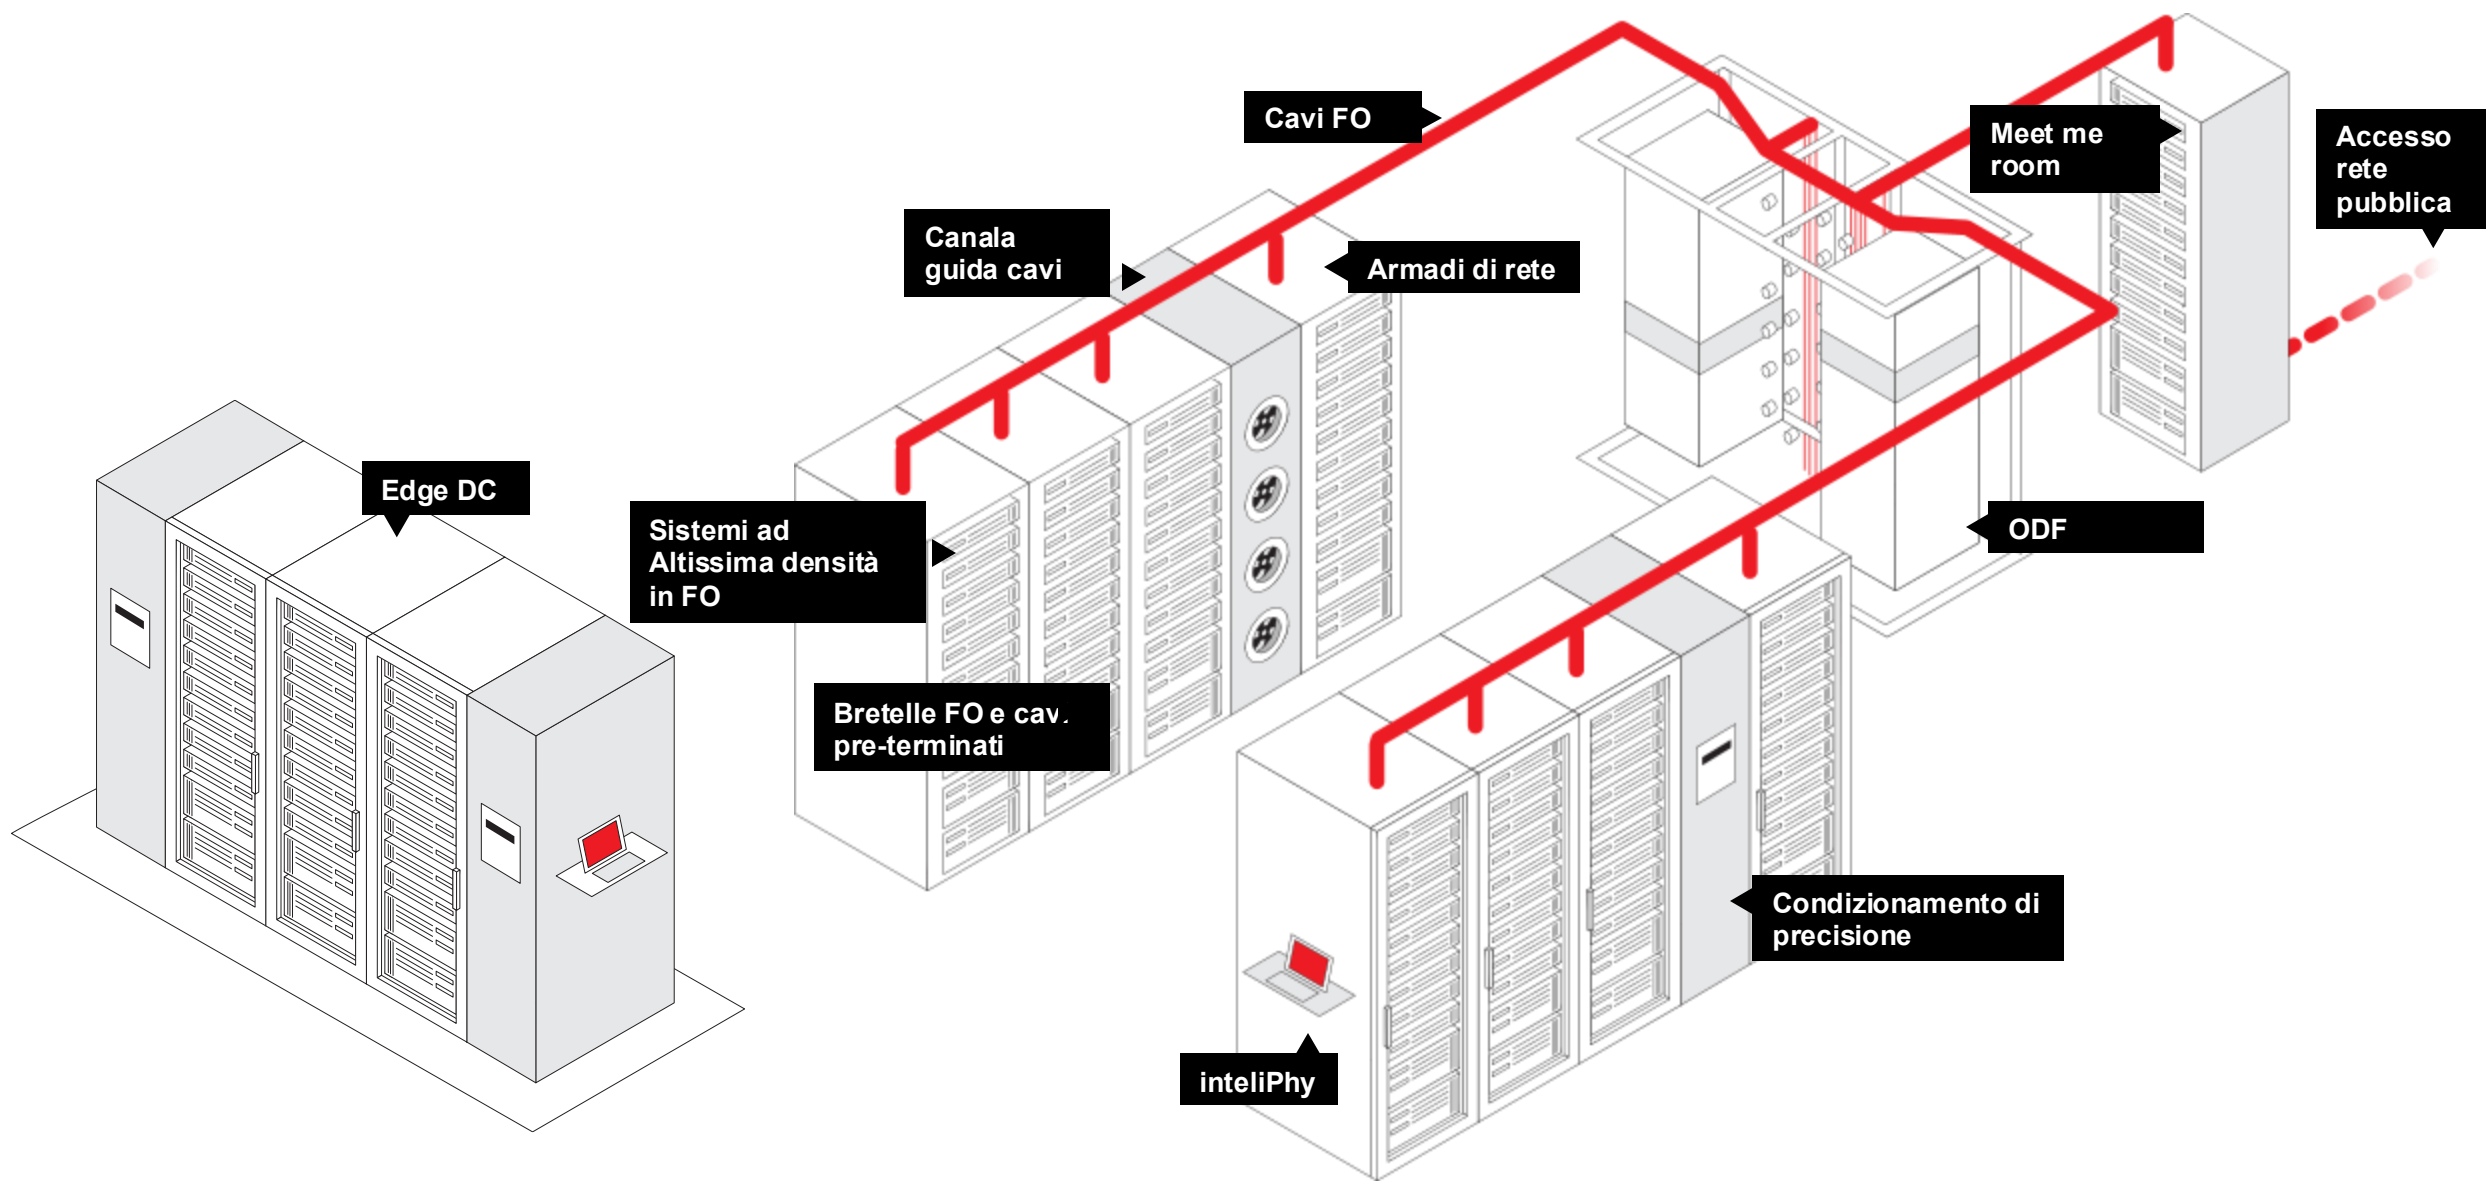 Cavi FO
Meet me
room
Accesso
rete
pubblica
Canala
guida cavi
Armadi di rete
Edge DC
Sistemi ad
Altissima densità
in FO
ODF
Bretelle FO e cavi
pre-terminati
Condizionamento di
precisione
inteliPhy